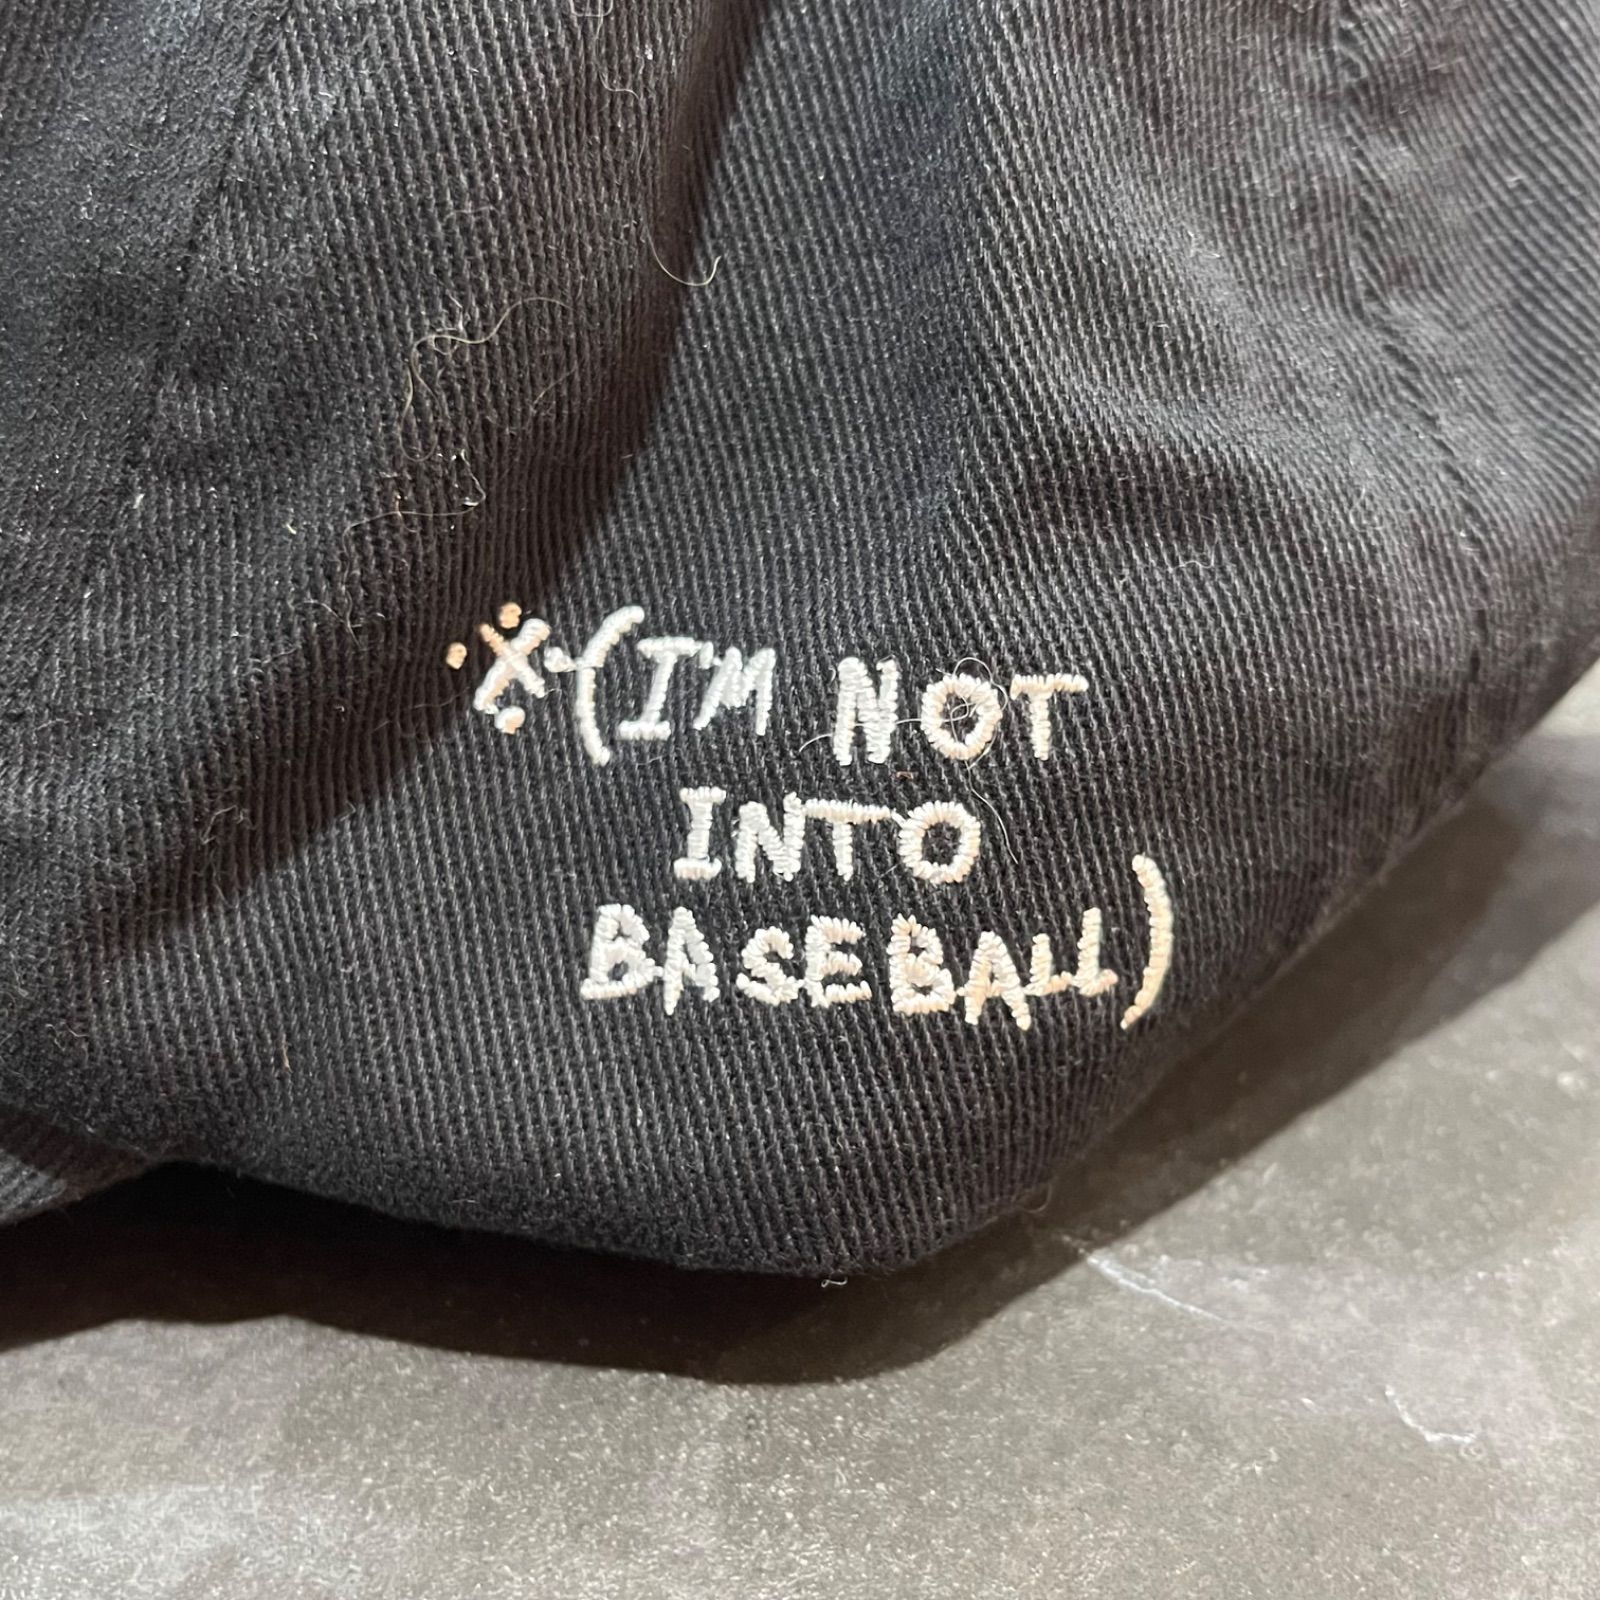 ※(I'M NOT
INTO
BASEBALL)